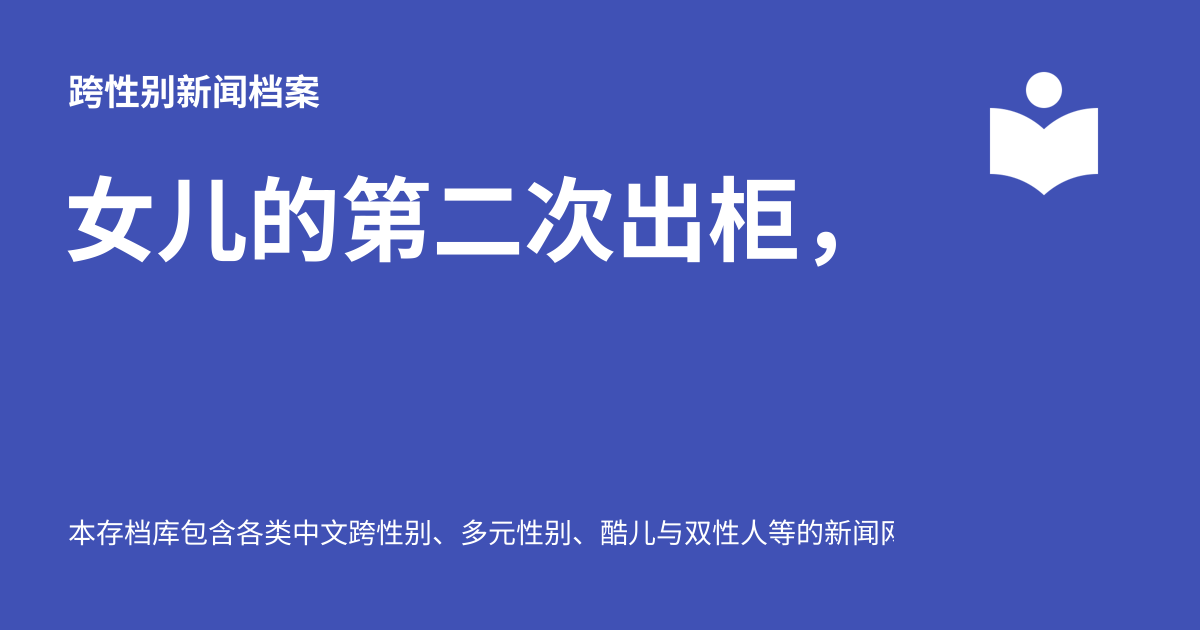 跨性别新闻档案
女儿的第二次出柜，
本存档库包含各类中文跨性别、多元性别、酷儿与双性人等的新闻